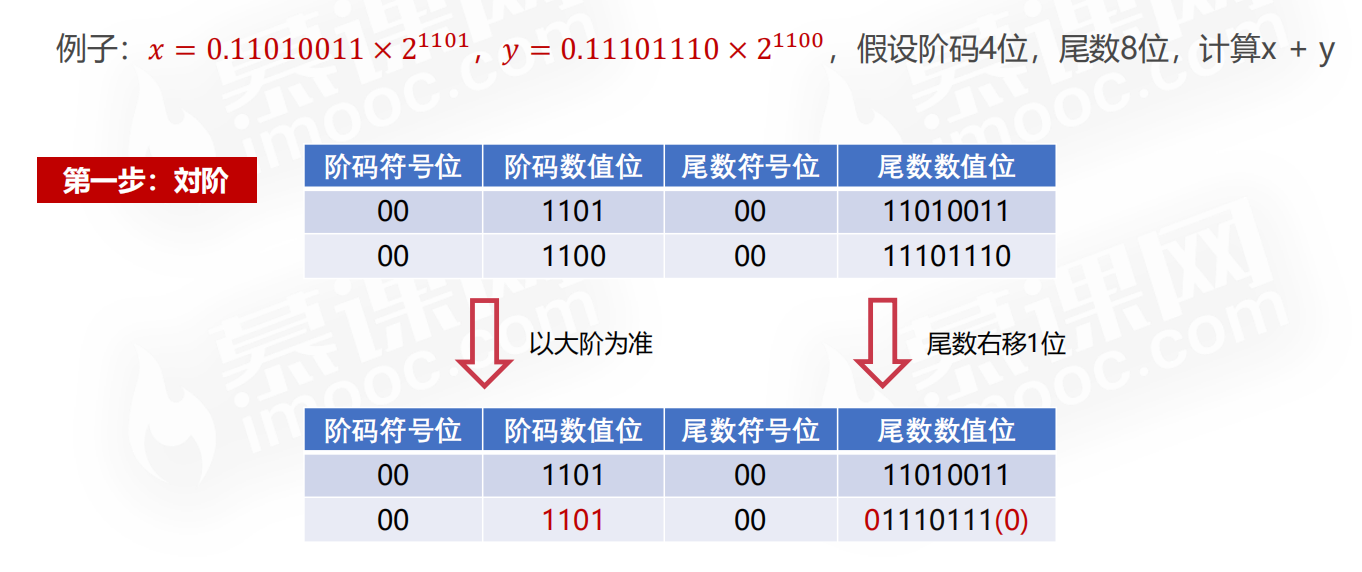 例子：x = 0.11010011 × 2^1101，y = 0.11101110 × 2^1100，假设阶码4位，尾数8位，计算x + y
第一步：对阶
阶码符号位 阶码数值位 尾数符号位 尾数数值位
00 1101 00 11010011
00 1100 00 11101110
以大阶为准 尾数右移1位
阶码符号位 阶码数值位 尾数符号位 尾数数值位
00 1101 00 11010011
00 1101 00 01110111(0)
慕课网
imooc.com
慕课网
imooc.com
慕课网
imooc.com
慕课网
imooc.com